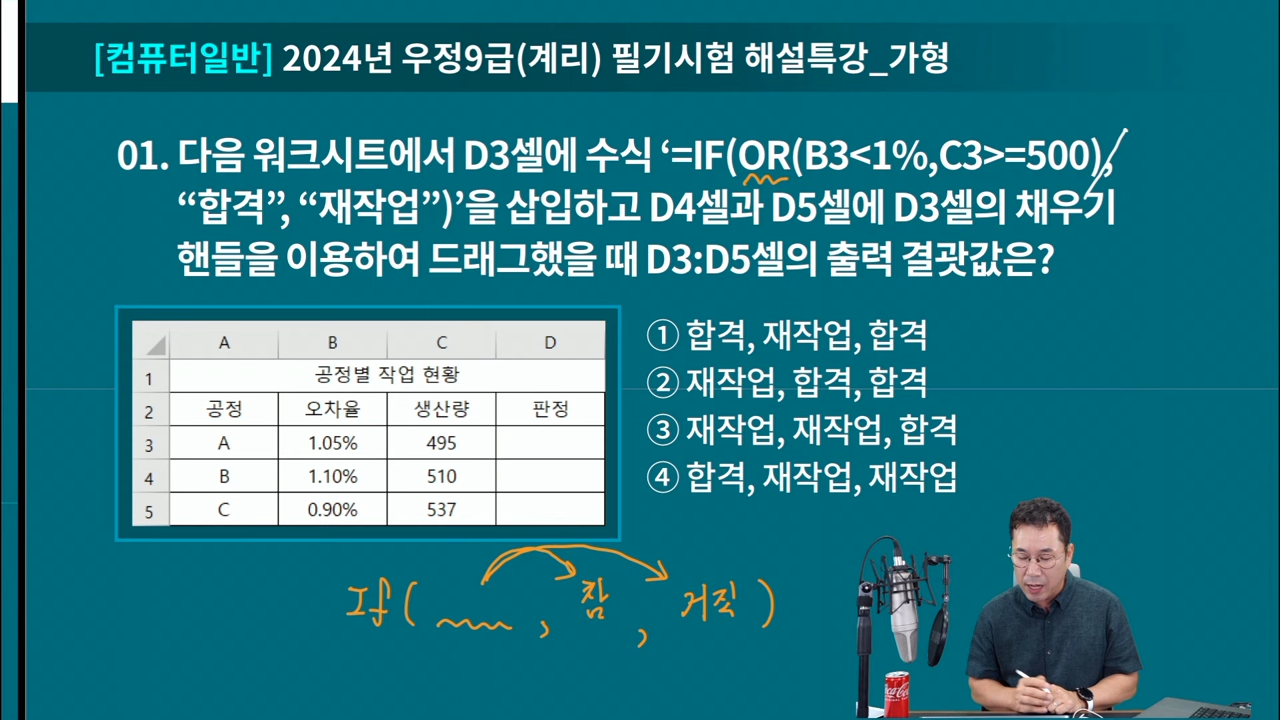 [컴퓨터일반] 2024년 우정9급(계리) 필기시험 해설특강_가형
01. 다음 워크시트에서 D3셀에 수식 ‘=IF(OR(B3<1%,C3>=500),
“합격”, “재작업”)’을 삽입하고 D4셀과 D5셀에 D3셀의 채우기
핸들을 이용하여 드래그했을 때 D3:D5셀의 출력 결괏값은?
A B C D
1 공정별 작업 현황
2 공정 오차율 생산량 판정
3 A 1.05% 495
4 B 1.10% 510
5 C 0.90% 537
① 합격, 재작업, 합격
② 재작업, 합격, 합격
③ 재작업, 재작업, 합격
④ 합격, 재작업, 재작업
If ( , 참 , 거짓 )
Coca-Cola